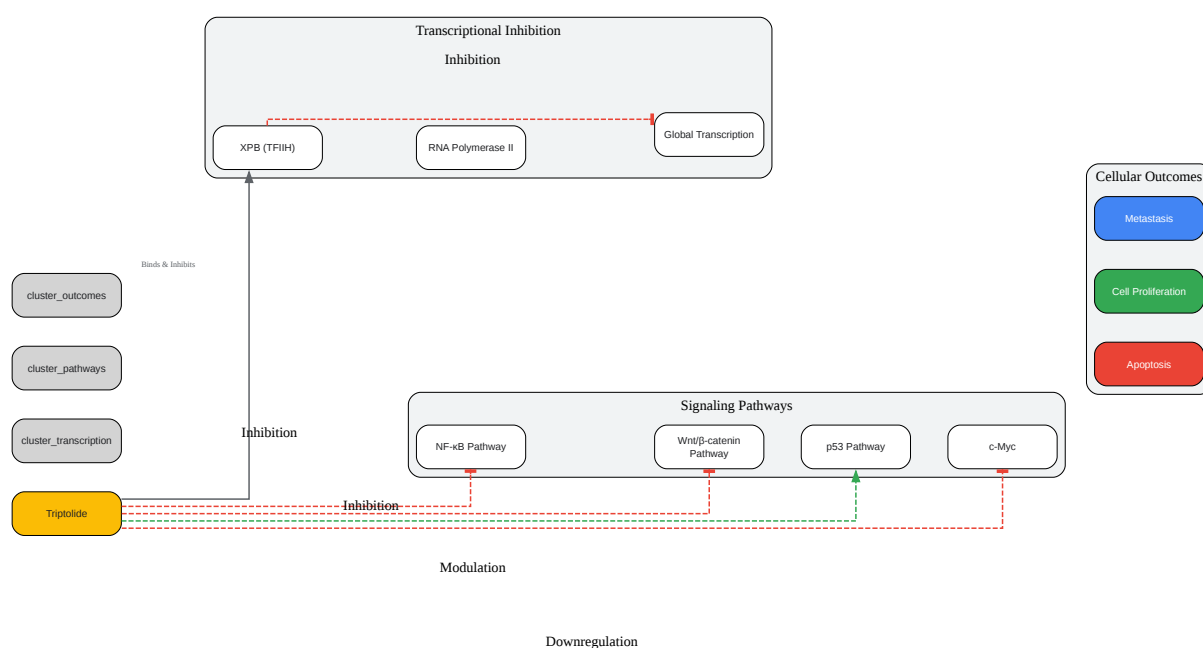 Transcriptional Inhibition
Inhibition
XPB (TFIIH)
RNA Polymerase II
Global Transcription
Cellular Outcomes
Metastasis
Cell Proliferation
Apoptosis
Binds & Inhibits
cluster_outcomes
cluster_pathways
cluster_transcription
Triptolide
Inhibition
Signaling Pathways
NF-κB Pathway
Wnt/β-catenin
Pathway
p53 Pathway
c-Myc
Inhibition
Modulation
Downregulation